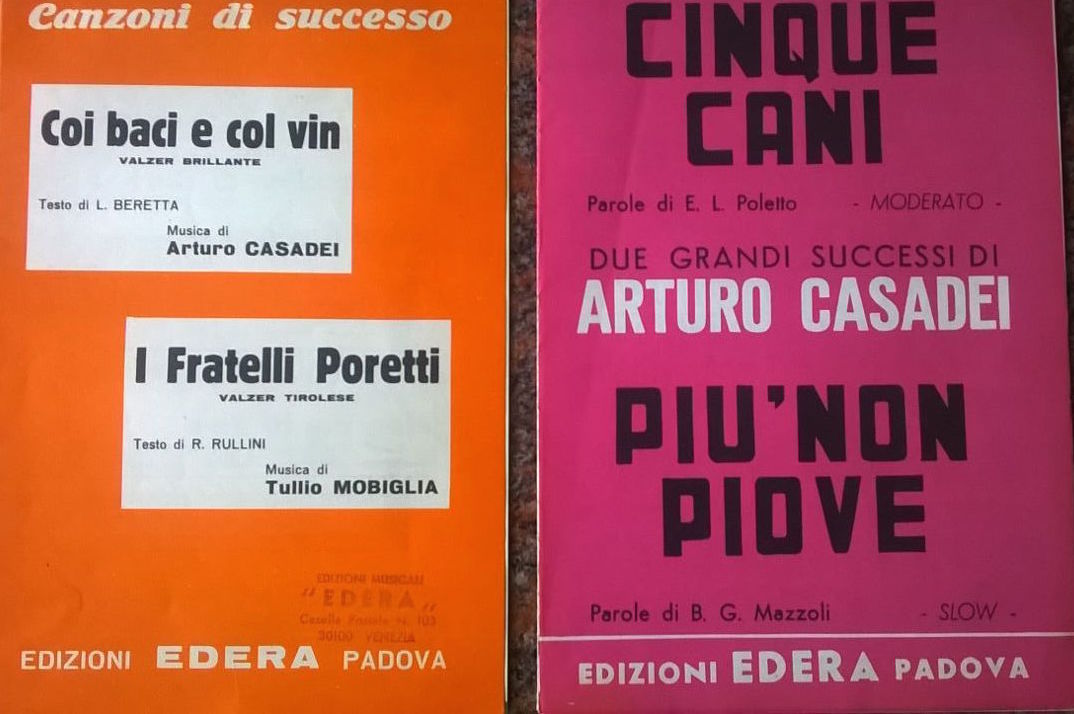 Canzoni di successo
Coi baci e col vin
VALZER BRILLANTE
Testo di L. BERETTA
Musica di
Arturo CASADEI
I Fratelli Poretti
VALZER TIROLESE
Testo di R. RULLINI
Musica di
Tullio MOBIGLIA
EDIZIONI MUSICALI
"EDERA"
Casella Postale N. 103
30100 VENEZIA
EDIZIONI EDERA PADOVA
CINQUE
CANI
Parole di E. L. Poletto - MODERATO -
DUE GRANDI SUCCESSI DI
ARTURO CASADEI
PIU' NON
PIOVE
Parole di B. G. Mazzoli - SLOW -
EDIZIONI EDERA PADOVA